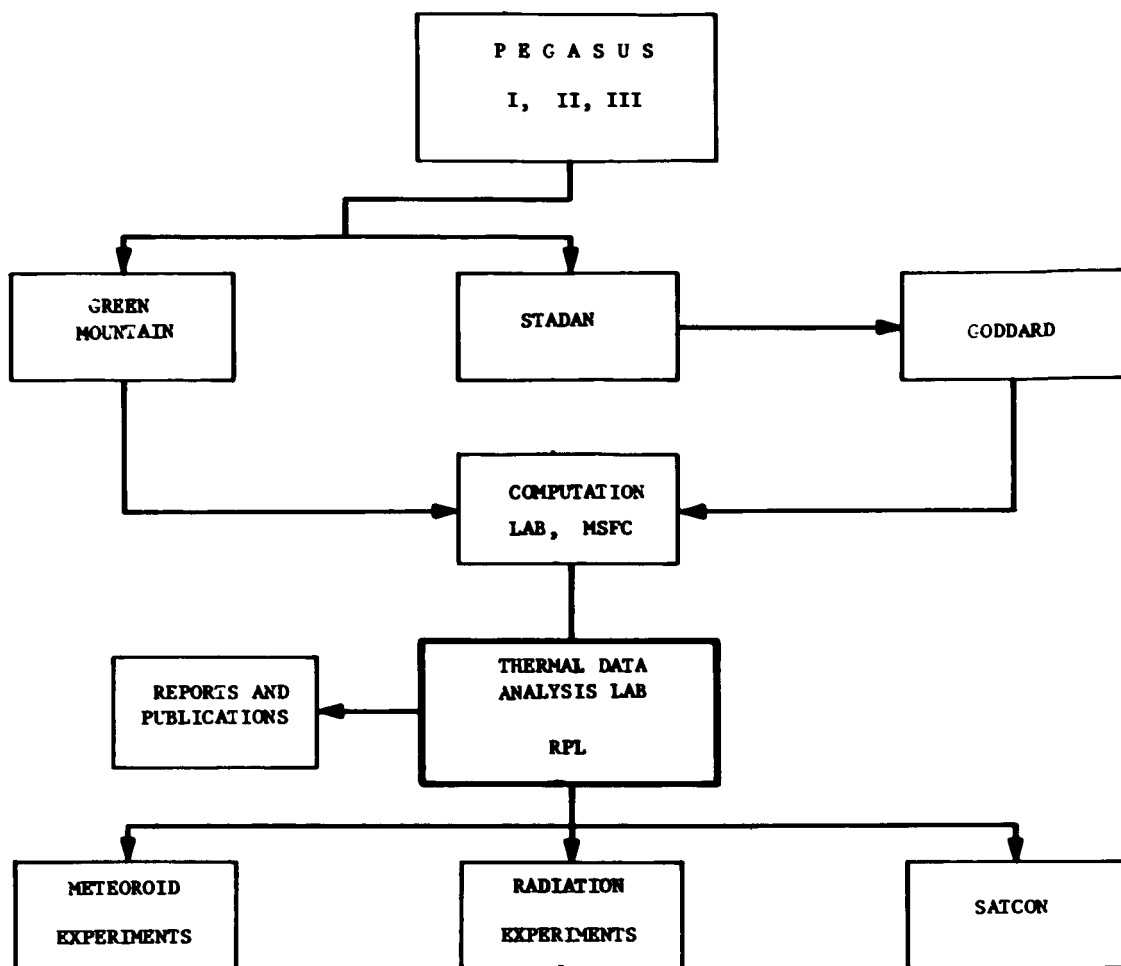 P E G A S U S
I, II, III
GREEN
MOUNTAIN
STADAN
GODDARD
COMPUTATION
LAB, MSFC
THERMAL DATA
ANALYSIS LAB
RPL
REPORTS AND
PUBLICATIONS
METEOROID
EXPERIMENTS
RADIATION
EXPERIMENTS
SATCON